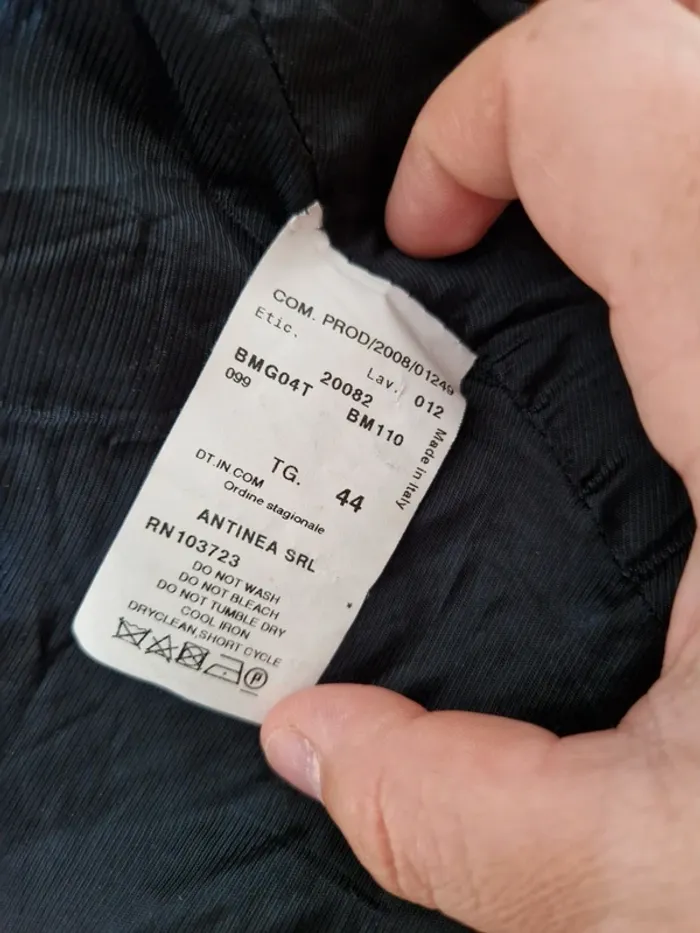 COM. PROD/2008/01249
Etic.
Lav. 012
BMG04T 20082
099 BM110
Made in Italy
TG. 44
DT.IN COM
Ordine stagionale
ANTINEA SRL
RN103723
DO NOT WASH
DO NOT BLEACH
DO NOT TUMBLE DRY
COOL IRON
DRYCLEAN,SHORT CYCLE
P